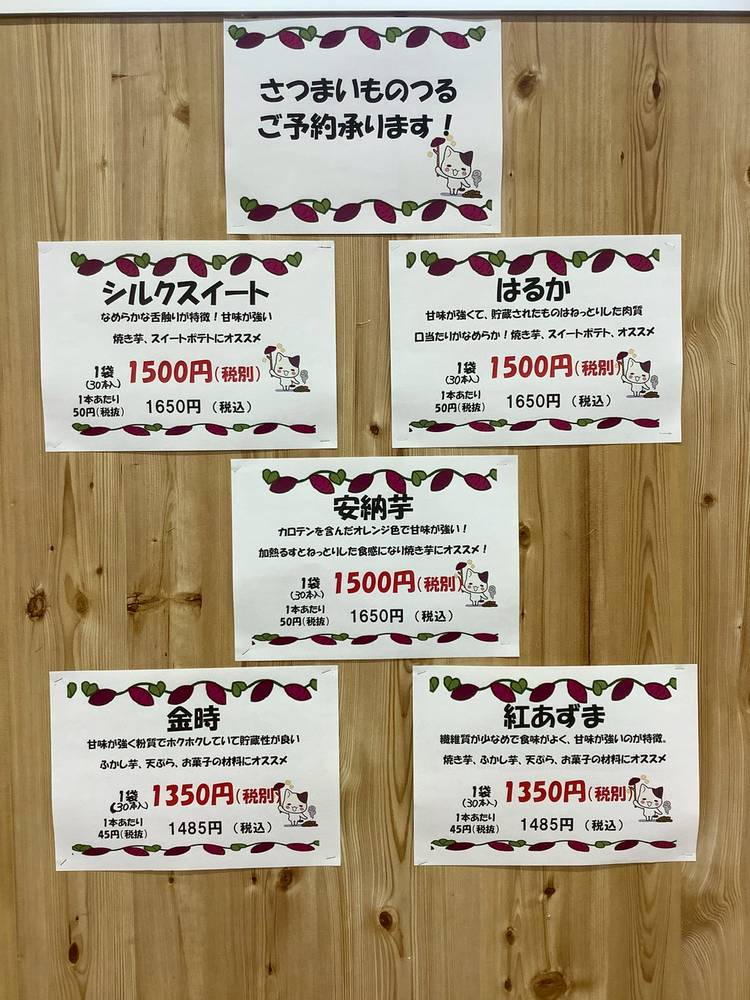 さつまいものつる
ご予約承ります！
シルクスイート
なめらかな舌触りが特徴！甘味が強い
焼き芋、スイートポテトにオススメ
1袋 1500円(税別)
(30本入)
1本あたり
50円(税抜) 1650円 (税込)
はるか
甘味が強くて、貯蔵されたものはねっとりした肉質
口当たりがなめらか！焼き芋、スイートポテト、オススメ
1袋 1500円(税別)
(30本入)
1本あたり
50円(税抜) 1650円 (税込)
安納芋
カロテンを含んだオレンジ色で甘味が強い！
加熱るすとねっとりした食感になり焼き芋にオススメ！
1袋 1500円(税別)
(30本入)
1本あたり
50円(税抜) 1650円 (税込)
金時
甘味が強く粉質でホクホクしていて貯蔵性が良い
ふかし芋、天ぷら、お菓子の材料にオススメ
1袋 1350円(税別)
(30本入)
1本あたり
45円(税抜) 1485円 (税込)
紅あずま
繊維質が少なめで食味がよく、甘味が強いのが特徴。
焼き芋、ふかし芋、天ぷら、お菓子の材料にオススメ
1袋 1350円(税別)
(30本入)
1本あたり
45円(税抜) 1485円 (税込)